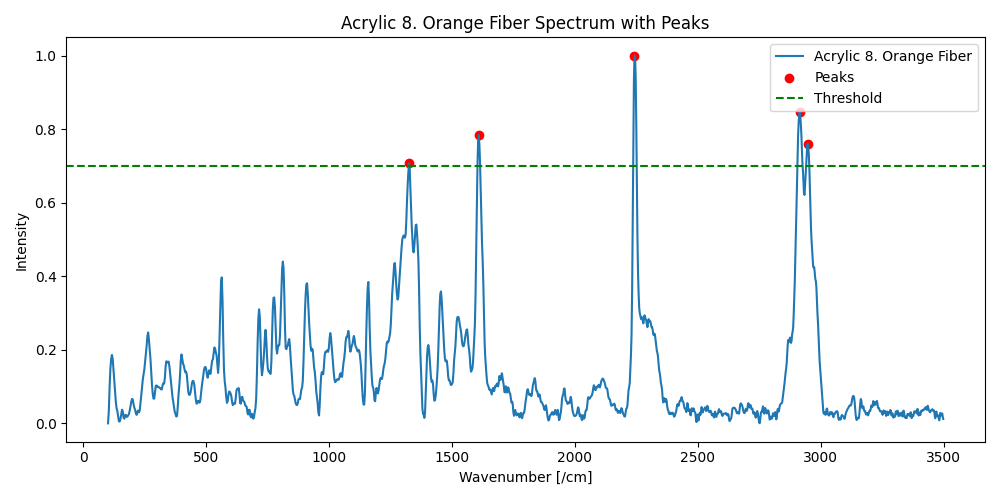 Acrylic 8. Orange Fiber Spectrum with Peaks
Acrylic 8. Orange Fiber
Peaks
Threshold
1.0
0.8
0.6
0.4
0.2
0.0
Intensity
0 500 1000 1500 2000 2500 3000 3500
Wavenumber [/cm]